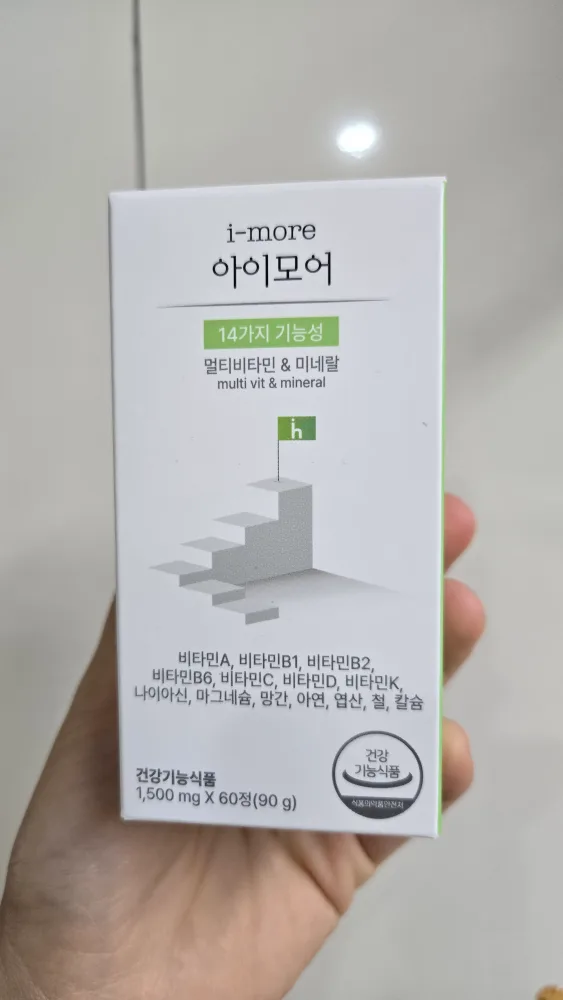 i-more
아이모어
14가지 기능성
멀티비타민 & 미네랄
multi vit & mineral
ih
비타민A, 비타민B1, 비타민B2,
비타민B6, 비타민C, 비타민D, 비타민K,
나이아신, 마그네슘, 망간, 아연, 엽산, 철, 칼슘
건강기능식품
1,500 mg X 60정(90 g)
건강
기능식품
식품의약품안전처